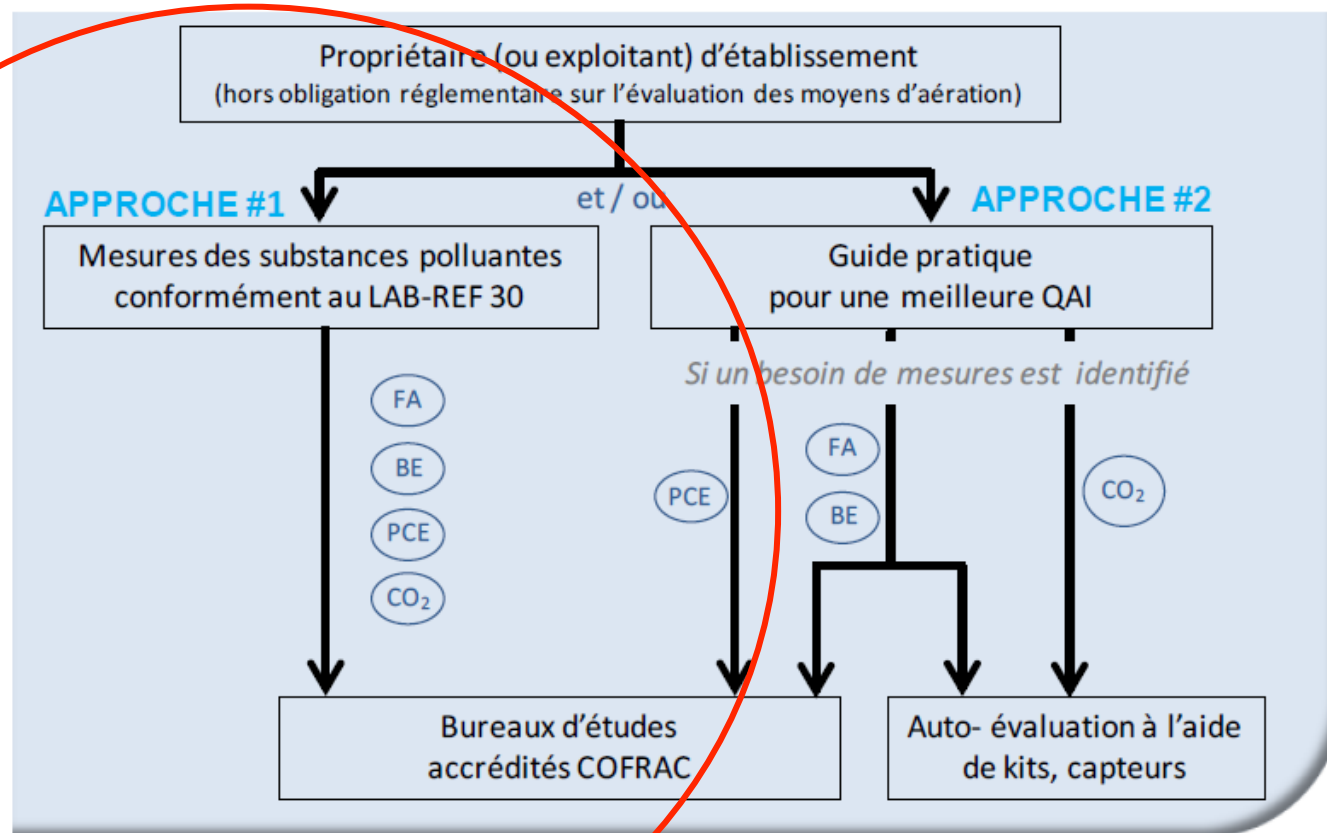 Propriétaire (ou exploitant) d'établissement
(hors obligation réglementaire sur l'évaluation des moyens d'aération)
APPROCHE #1
et / ou
APPROCHE #2
Mesures des substances polluantes
conformément au LAB-REF 30
Guide pratique
pour une meilleure QAI
Si un besoin de mesures est identifié
FA
BE
PCE
CO₂
PCE
FA
BE
CO₂
Bureaux d'études
accrédités COFRAC
Auto- évaluation à l'aide
de kits, capteurs